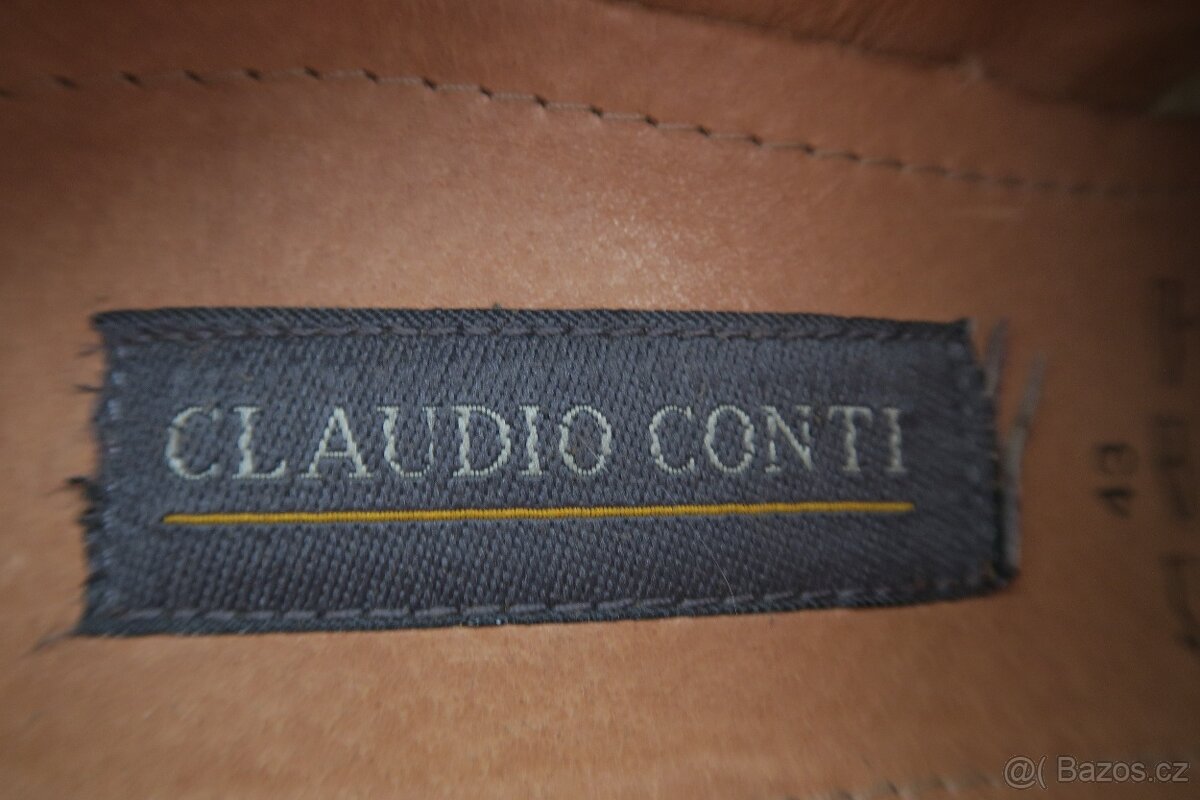 CLAUDIO CONTI
43
@( Bazos.cz